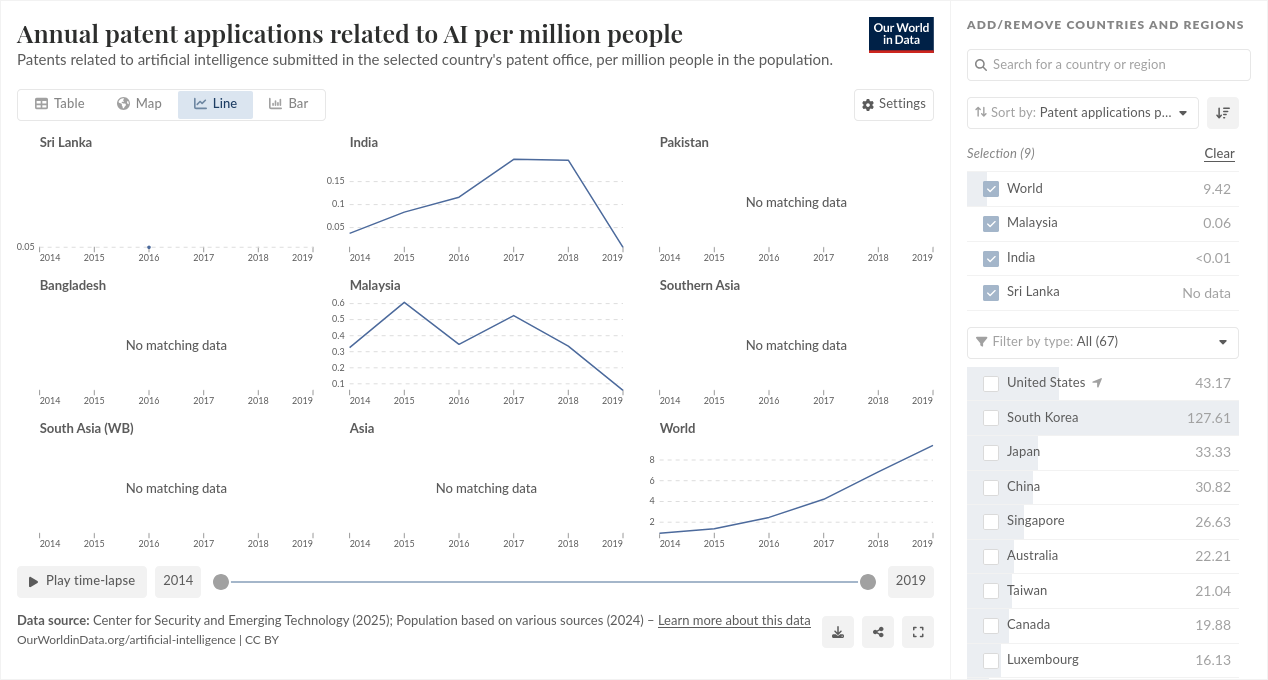 Annual patent applications related to AI per million people
Patents related to artificial intelligence submitted in the selected country's patent office, per million people in the population.
Our World
in Data
Table
Map
Line
Bar
Settings
Sri Lanka
0.05
2014 2015 2016 2017 2018 2019
India
0.15
0.1
0.05
2014 2015 2016 2017 2018 2019
Pakistan
No matching data
2014 2015 2016 2017 2018 2019
Bangladesh
No matching data
2014 2015 2016 2017 2018 2019
Malaysia
0.6
0.5
0.4
0.3
0.2
0.1
2014 2015 2016 2017 2018 2019
Southern Asia
No matching data
2014 2015 2016 2017 2018 2019
South Asia (WB)
No matching data
2014 2015 2016 2017 2018 2019
Asia
No matching data
2014 2015 2016 2017 2018 2019
World
8
6
4
2
2014 2015 2016 2017 2018 2019
Play time-lapse
2014
2019
Data source: Center for Security and Emerging Technology (2025); Population based on various sources (2024) – Learn more about this data
OurWorldinData.org/artificial-intelligence | CC BY
ADD/REMOVE COUNTRIES AND REGIONS
Search for a country or region
Sort by: Patent applications p...
Selection (9)
Clear
World 9.42
Malaysia 0.06
India <0.01
Sri Lanka No data
Filter by type: All (67)
United States 43.17
South Korea 127.61
Japan 33.33
China 30.82
Singapore 26.63
Australia 22.21
Taiwan 21.04
Canada 19.88
Luxembourg 16.13